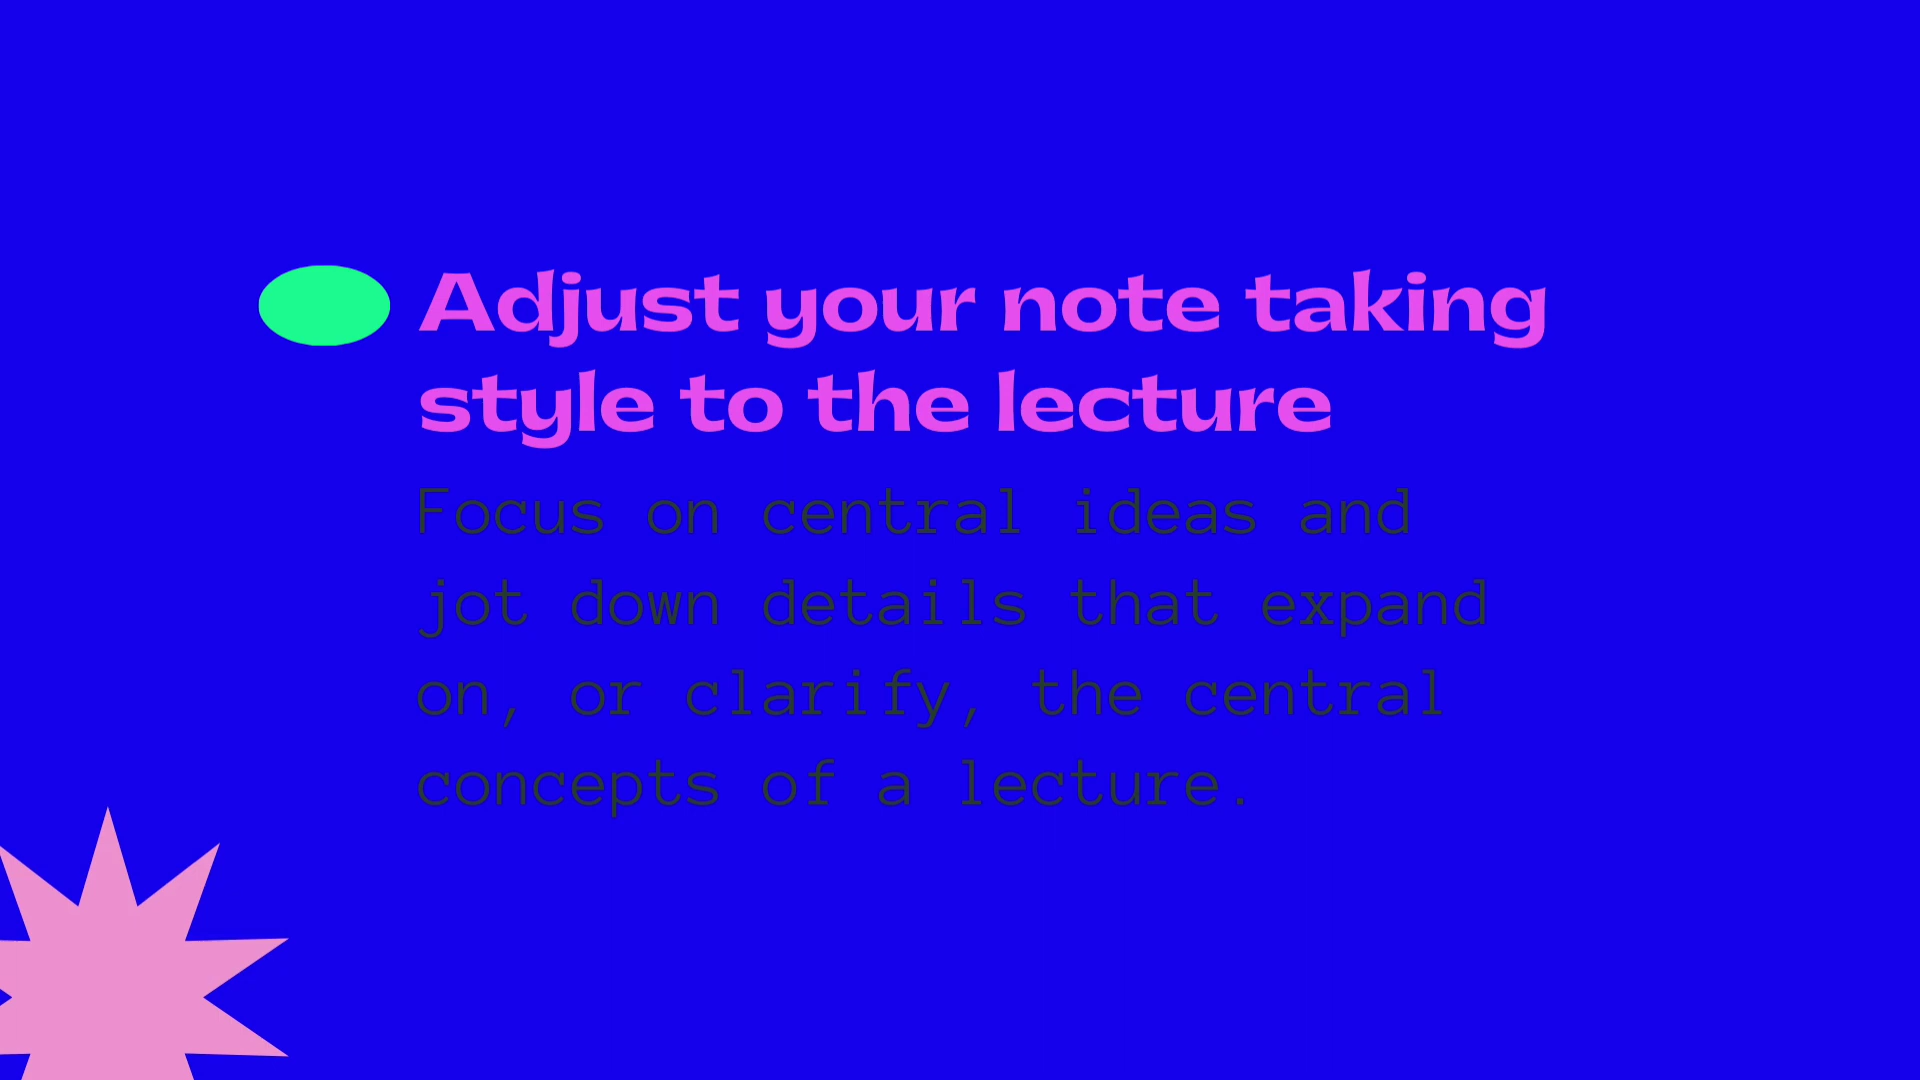 Adjust your note taking
style to the lecture
Focus on central ideas and
jot down details that expand
on, or clarify, the central
concepts of a lecture.